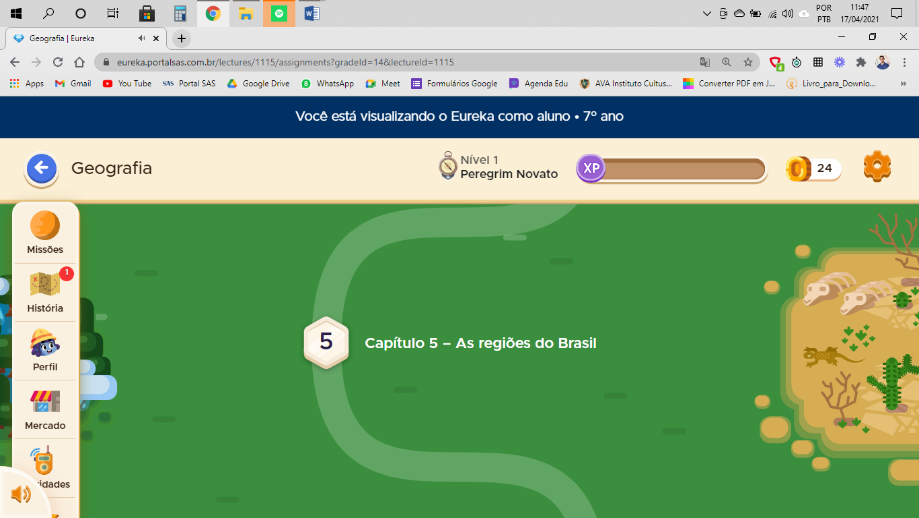 POR
PTB
11:47
17/04/2021
Geografia | Eureka
eureka.portalsas.com.br/lectures/1115/assignments?gradeId=14&lectureId=1115
Apps
Gmail
You Tube
SAS Portal SAS
Google Drive
WhatsApp
Meet
Formulários Google
Agenda Edu
AVA Instituto Cultus...
Converter PDF em J...
Livro_para_Downlo...
Você está visualizando o Eureka como aluno • 7º ano
Geografia
Nível 1
Peregrim Novato
XP
24
Missões
1
História
Perfil
Mercado
idades
5
Capítulo 5 – As regiões do Brasil